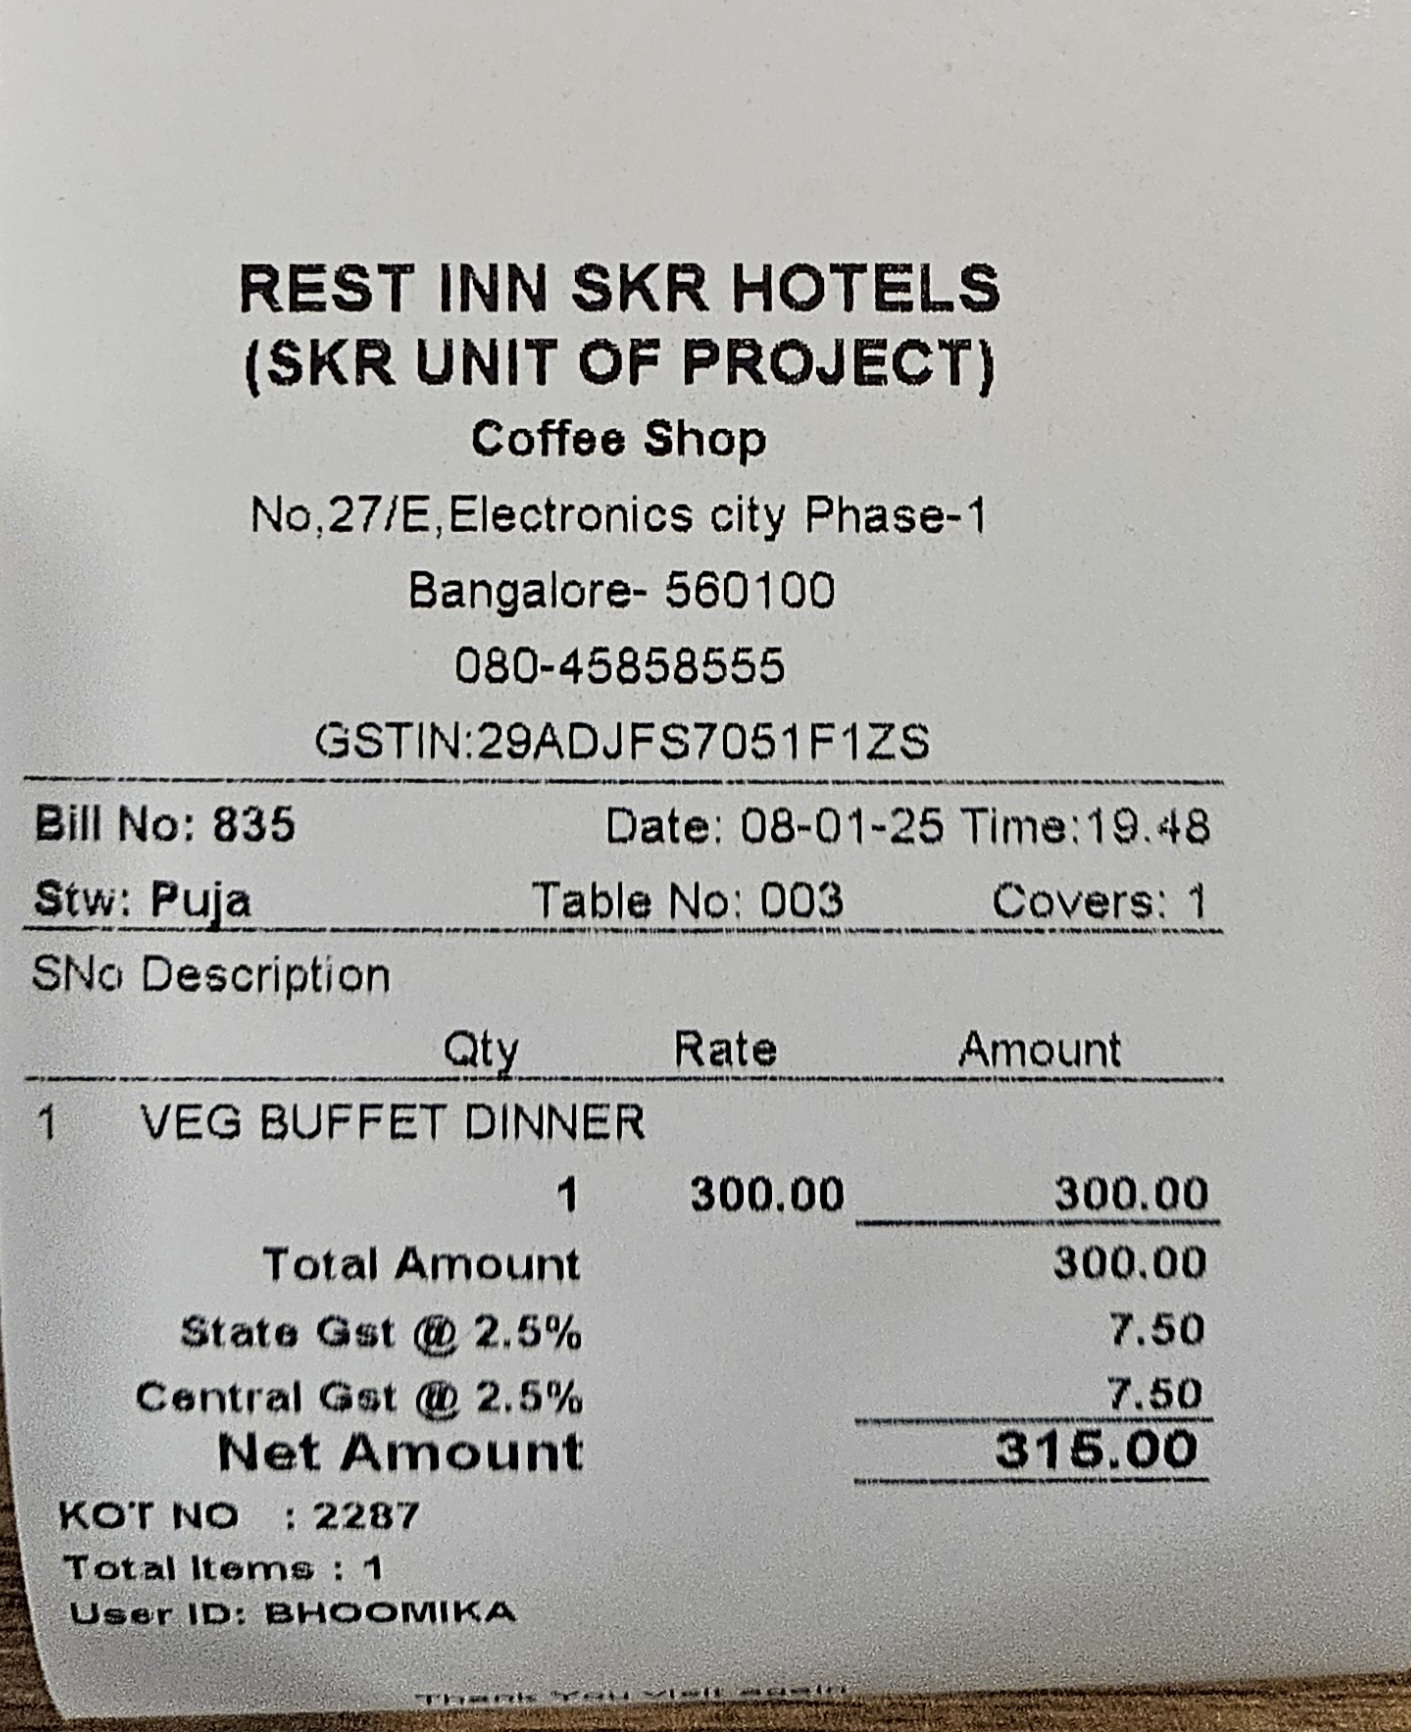 REST INN SKR HOTELS
(SKR UNIT OF PROJECT)
Coffee Shop
No,27/E,Electronics city Phase-1
Bangalore- 560100
080-45858555
GSTIN:29ADJFS7051F1ZS
Bill No: 835 Date: 08-01-25 Time:19.48
Stw: Puja Table No: 003 Covers: 1
SNo Description
Qty Rate Amount
1 VEG BUFFET DINNER
1 300.00 300.00
Total Amount 300.00
State Gst @ 2.5% 7.50
Central Gst @ 2.5% 7.50
Net Amount 315.00
KOT NO : 2287
Total Items : 1
User ID: BHOOMIKA
Thank You visit again